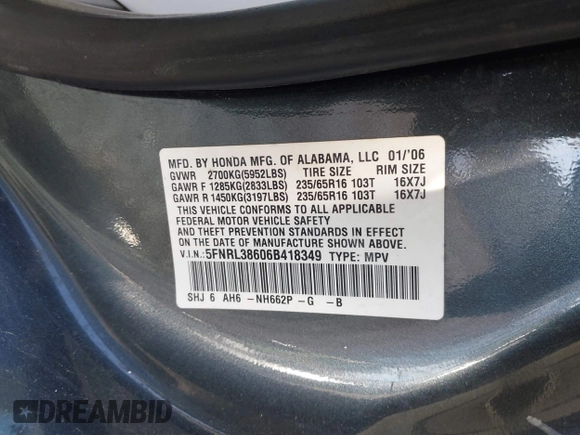 MFD. BY HONDA MFG. OF ALABAMA, LLC 01/'06
GVWR 2700KG(5952LBS) TIRE SIZE RIM SIZE
GAWR F 1285KG(2833LBS) 235/65R16 103T 16X7J
GAWR R 1450KG(3197LBS) 235/65R16 103T 16X7J
THIS VEHICLE CONFORMS TO ALL APPLICABLE
FEDERAL MOTOR VEHICLE SAFETY
AND THEFT PREVENTION STANDARDS IN EFFECT
ON THE DATE OF MANUFACTURE SHOWN ABOVE.
V.I.N.:5FNRL38606B418349 TYPE: MPV
SHJ 6 AH6 -NH662P -G -B
DREAMBID